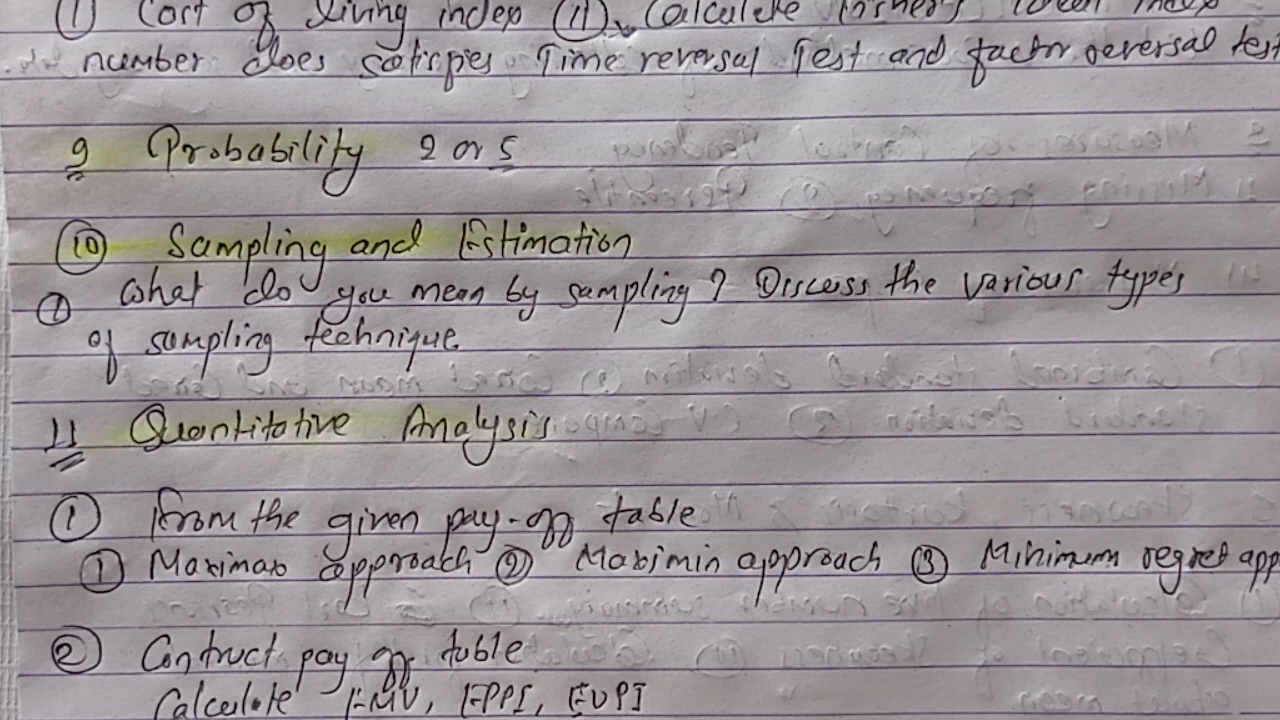 ① Cost of living index ⑪ Calculate Fisher's
number does satisfies Time reversal Test and factor reversal test
9 Probability 2 or 5
⑩ Sampling and Estimation
① What do you mean by sampling? Discuss the various types
of sampling technique.
11 Quantitative Analysis
① From the given pay-off table
① Maximax approach ② Maximin approach ③ Minimum regret app
② Contruct pay off table
Calculate EMV, EPPI, EVPI